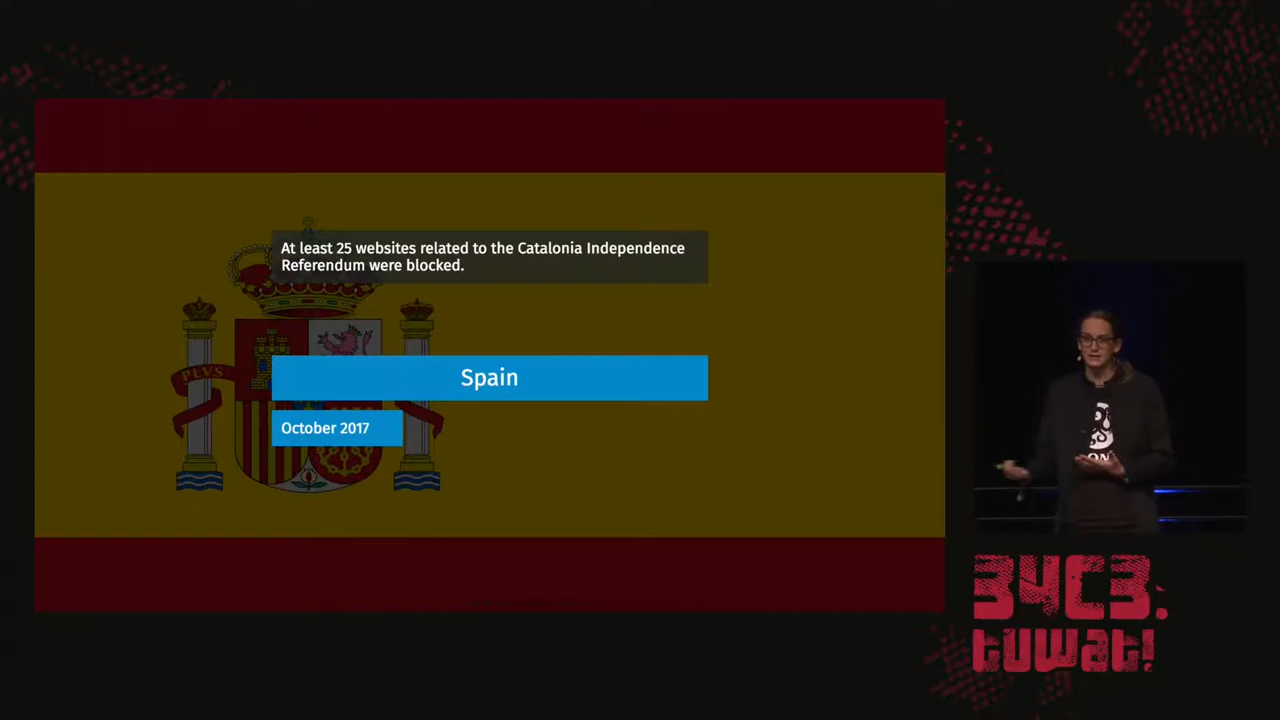 At least 25 websites related to the Catalonia Independence
Referendum were blocked.
PLVS
Spain
October 2017
34C3.
tuwat!